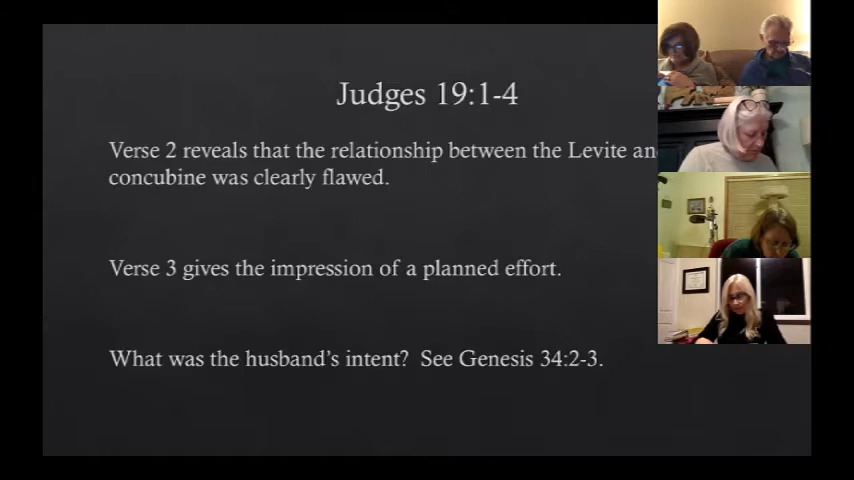 Judges 19:1-4
Verse 2 reveals that the relationship between the Levite an
concubine was clearly flawed.
Verse 3 gives the impression of a planned effort.
What was the husband's intent?  See Genesis 34:2-3.